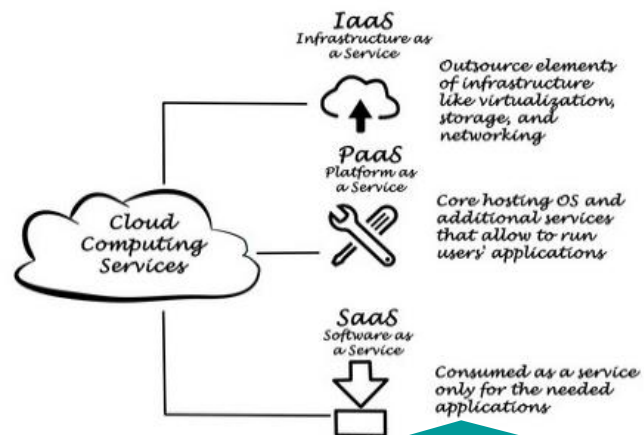 IaaS
Infrastructure as
a Service
Outsource elements
of infrastructure
like virtualization,
storage, and
networking
PaaS
Platform as
a Service
Cloud
Computing
Services
Core hosting OS and
additional services
that allow to run
users' applications
SaaS
Software as
a Service
Consumed as a service
only for the needed
applications